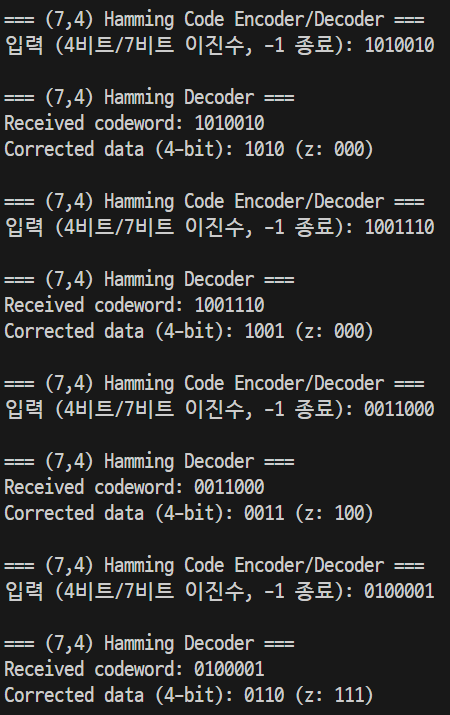 === (7,4) Hamming Code Encoder/Decoder ===
입력 (4비트/7비트 이진수, -1 종료): 1010010
=== (7,4) Hamming Decoder ===
Received codeword: 1010010
Corrected data (4-bit): 1010 (z: 000)
=== (7,4) Hamming Code Encoder/Decoder ===
입력 (4비트/7비트 이진수, -1 종료): 1001110
=== (7,4) Hamming Decoder ===
Received codeword: 1001110
Corrected data (4-bit): 1001 (z: 000)
=== (7,4) Hamming Code Encoder/Decoder ===
입력 (4비트/7비트 이진수, -1 종료): 0011000
=== (7,4) Hamming Decoder ===
Received codeword: 0011000
Corrected data (4-bit): 0011 (z: 100)
=== (7,4) Hamming Code Encoder/Decoder ===
입력 (4비트/7비트 이진수, -1 종료): 0100001
=== (7,4) Hamming Decoder ===
Received codeword: 0100001
Corrected data (4-bit): 0110 (z: 111)